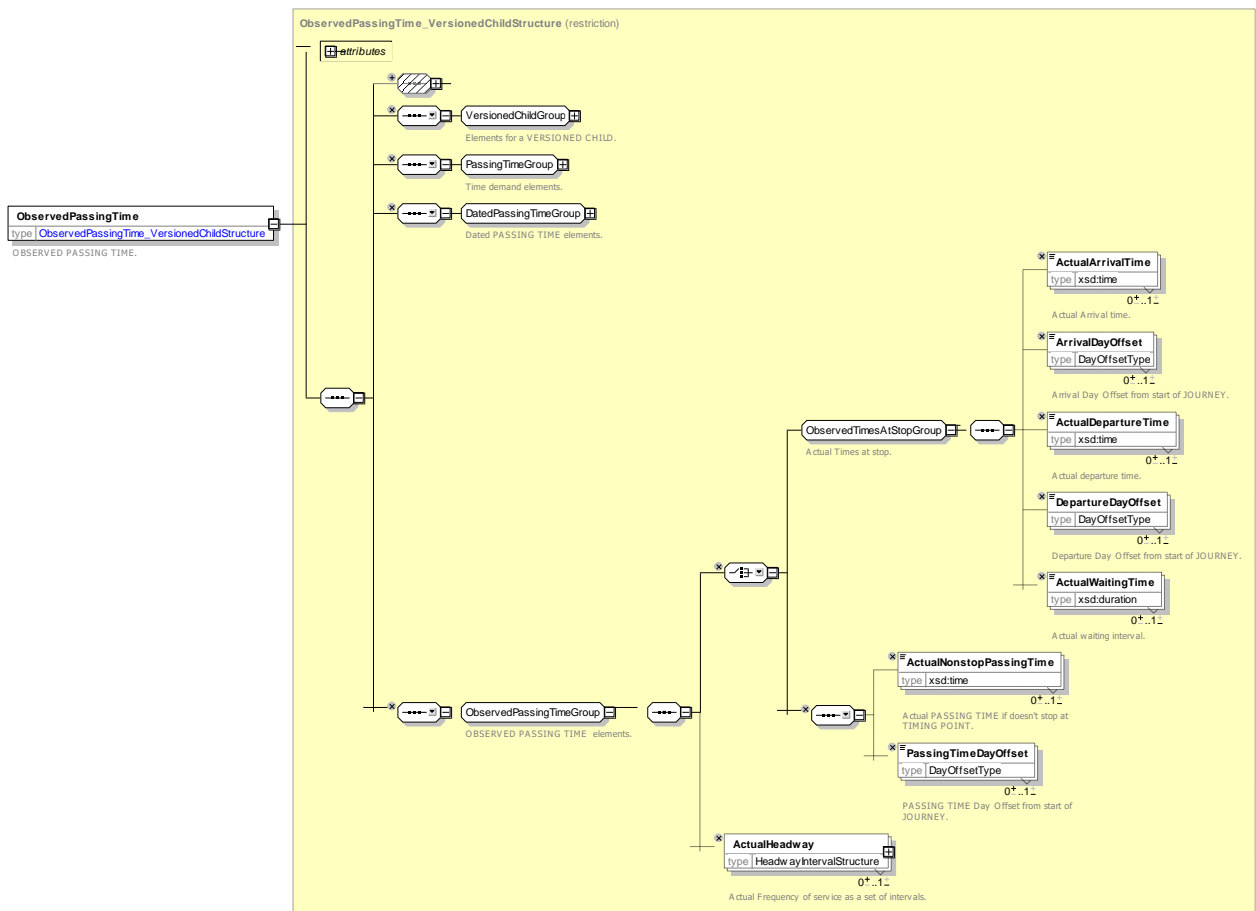 ObservedPassingTime_VersionedChildStructure (restriction)
attributes
VersionedChildGroup
Elements for a VERSIONED CHILD.
PassingTimeGroup
Time demand elements.
DatedPassingTimeGroup
Dated PASSING TIME elements.
ObservedPassingTime
type ObservedPassingTime_VersionedChildStructure
OBSERVED PASSING TIME.
ActualArrivalTime
type xsd:time
0..1
Actual Arrival time.
ArrivalDayOffset
type DayOffsetType
0..1
Arrival Day Offset from start of JOURNEY.
ObservedTimesAtStopGroup
Actual Times at stop.
ActualDepartureTime
type xsd:time
0..1
Actual departure time.
DepartureDayOffset
type DayOffsetType
0..1
Departure Day Offset from start of JOURNEY.
ActualWaitingTime
type xsd:duration
0..1
Actual waiting interval.
ActualNonstopPassingTime
type xsd:time
0..1
Actual PASSING TIME if doesn't stop at
TIMING POINT.
ObservedPassingTimeGroup
OBSERVED PASSING TIME elements.
PassingTimeDayOffset
type DayOffsetType
0..1
PASSING TIME Day Offset from start of
JOURNEY.
ActualHeadway
type HeadwayIntervalStructure
0..1
Actual Frequency of service as a set of intervals.